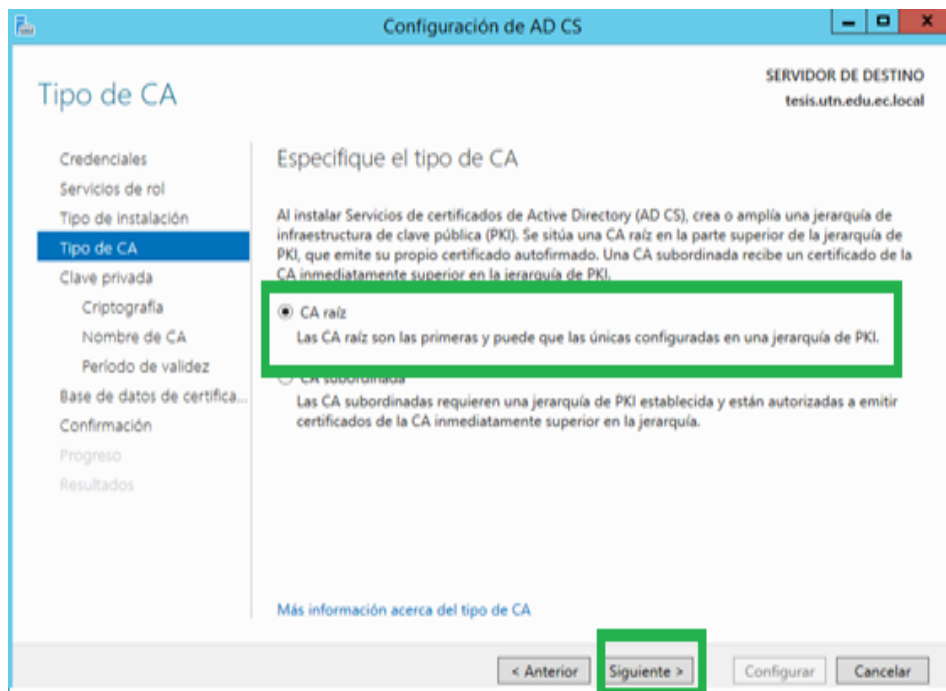 Configuración de AD CS
Tipo de CA
SERVIDOR DE DESTINO
tesis.utn.edu.ec.local
Credenciales
Servicios de rol
Tipo de instalación
Tipo de CA
Clave privada
Criptografía
Nombre de CA
Período de validez
Base de datos de certifica...
Confirmación
Progreso
Resultados
Especifique el tipo de CA
Al instalar Servicios de certificados de Active Directory (AD CS), crea o amplía una jerarquía de
infraestructura de clave pública (PKI). Se sitúa una CA raíz en la parte superior de la jerarquía de
PKI, que emite su propio certificado autofirmado. Una CA subordinada recibe un certificado de la
CA inmediatamente superior en la jerarquía de PKI.
CA raíz
Las CA raíz son las primeras y puede que las únicas configuradas en una jerarquía de PKI.
CA subordinada
Las CA subordinadas requieren una jerarquía de PKI establecida y están autorizadas a emitir
certificados de la CA inmediatamente superior en la jerarquía.
Más información acerca del tipo de CA
< Anterior
Siguiente >
Configurar
Cancelar